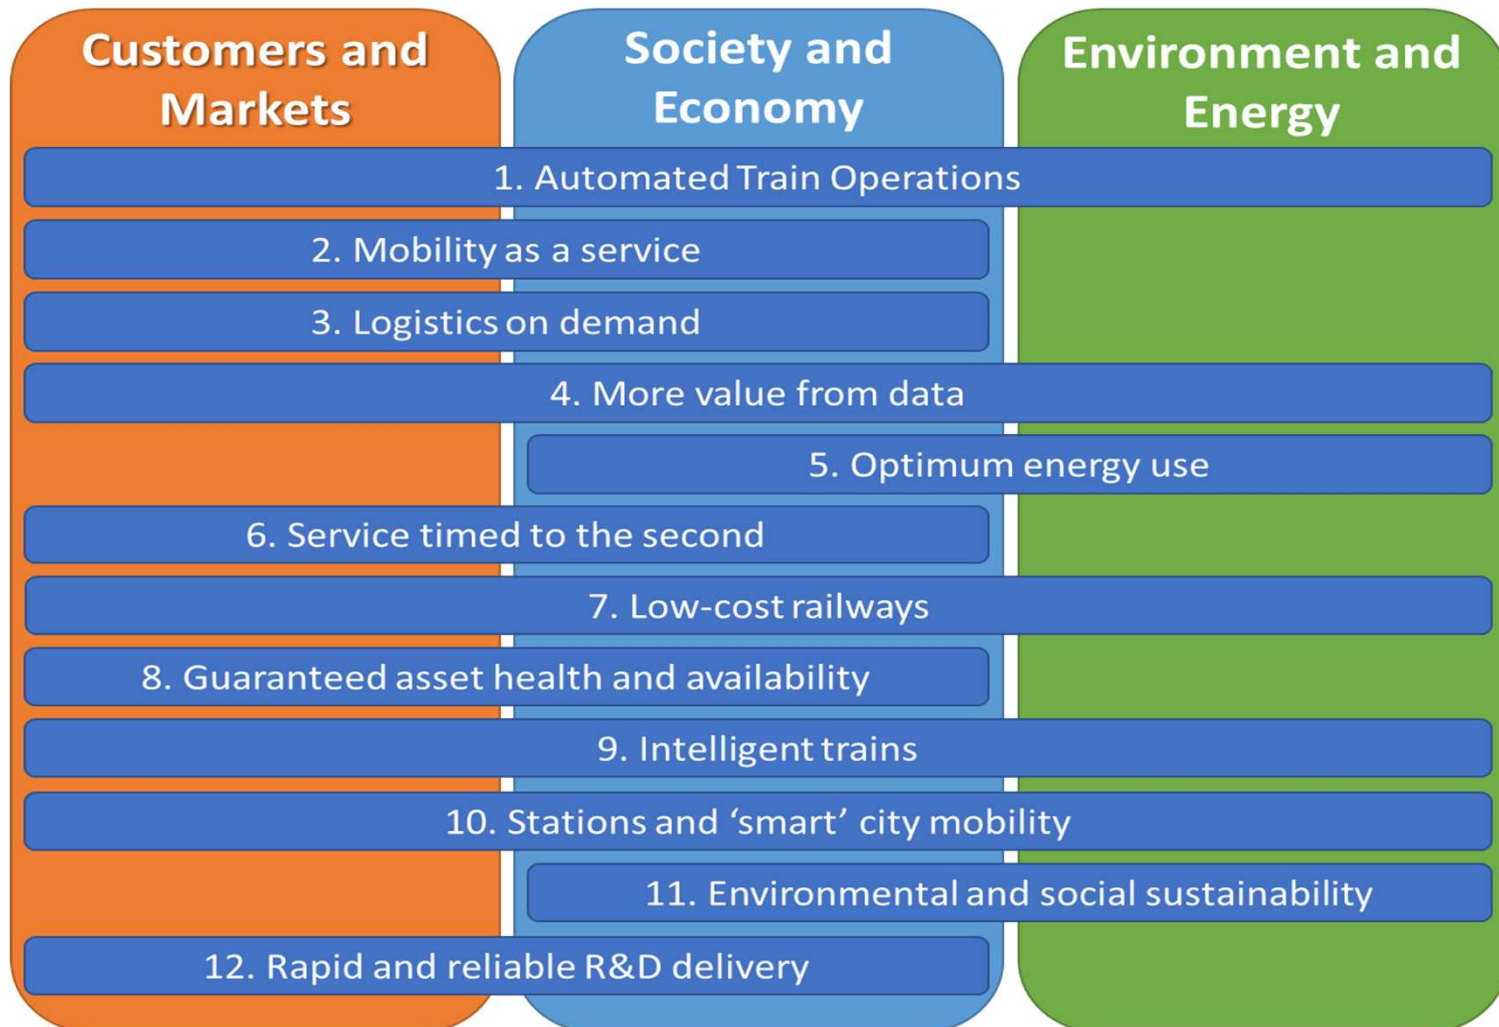 Customers and
Markets
Society and
Economy
Environment and
Energy
1. Automated Train Operations
2. Mobility as a service
3. Logistics on demand
4. More value from data
5. Optimum energy use
6. Service timed to the second
7. Low-cost railways
8. Guaranteed asset health and availability
9. Intelligent trains
10. Stations and ‘smart’ city mobility
11. Environmental and social sustainability
12. Rapid and reliable R&D delivery